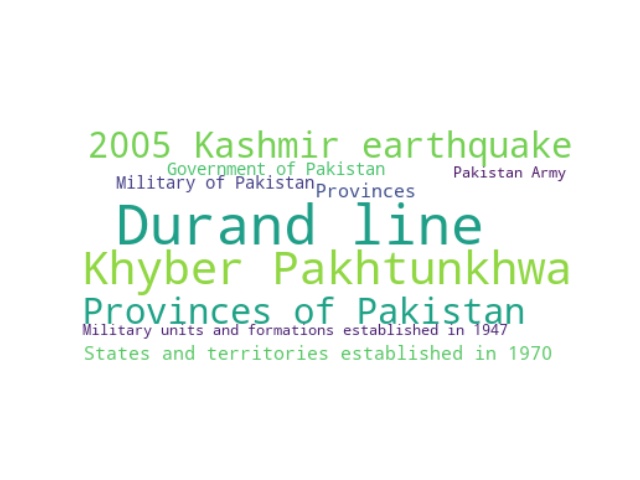 2005 Kashmir earthquake
Government of Pakistan
Pakistan Army
Military of Pakistan
Provinces
Durand line
Khyber Pakhtunkhwa
Provinces of Pakistan
Military units and formations established in 1947
States and territories established in 1970